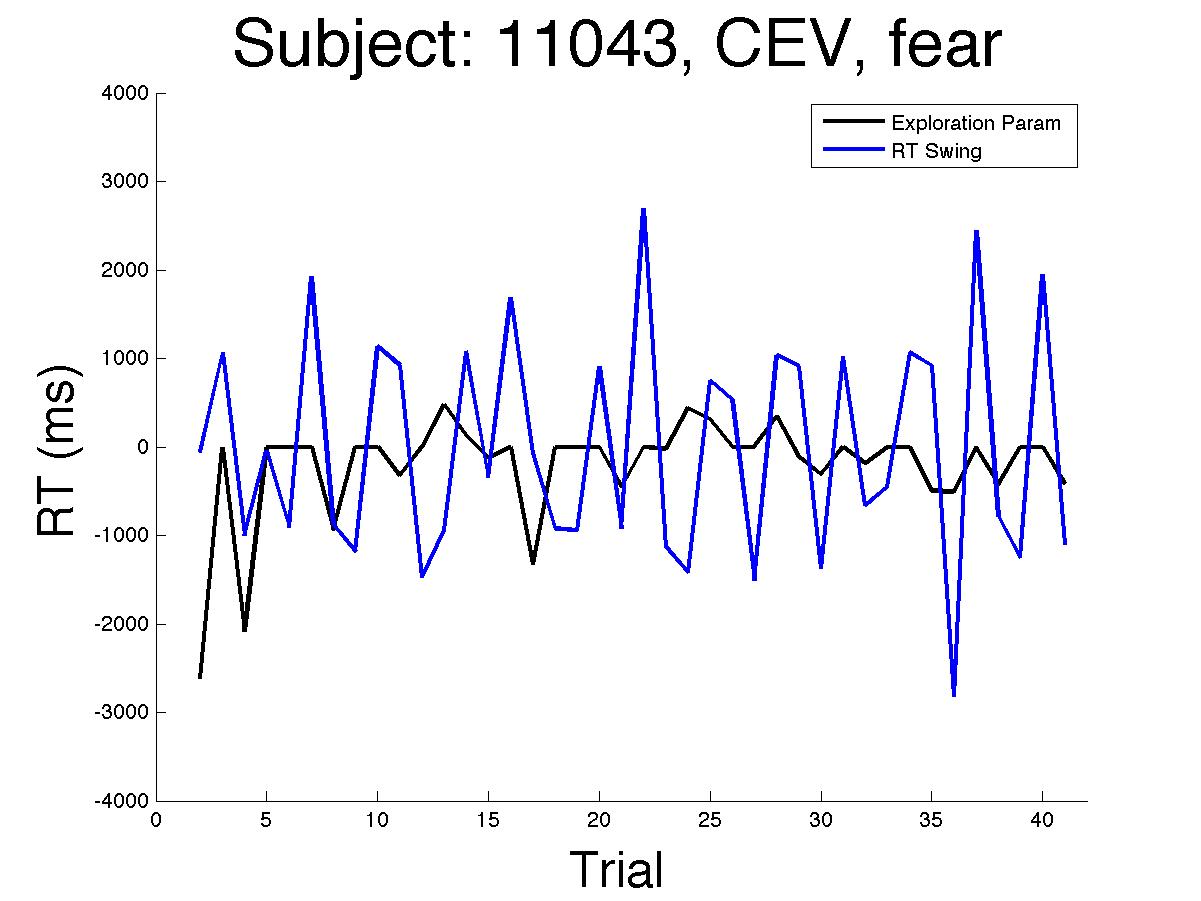 Subject: 11043, CEV, fear
4000
3000
2000
1000
0
-1000
-2000
-3000
-4000
RT (ms)
Exploration Param
RT Swing
0 5 10 15 20 25 30 35 40
Trial